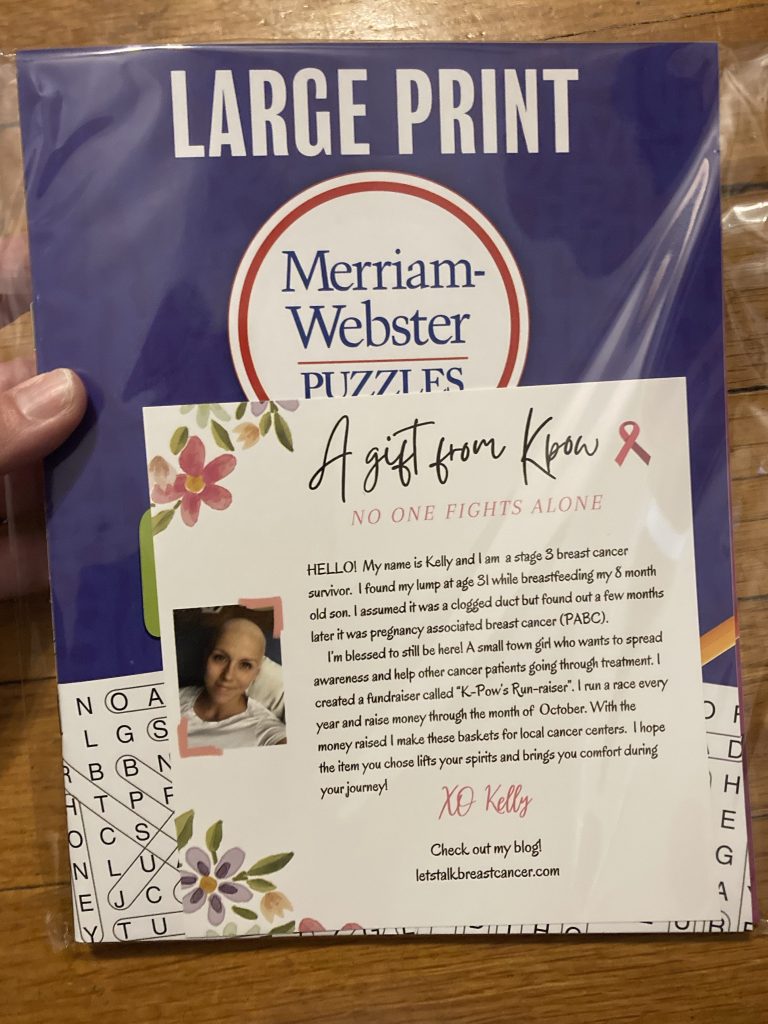 LARGE PRINT
Merriam-
Webster
PUZZLES
A gift from Kpow
NO ONE FIGHTS ALONE
HELLO! My name is Kelly and I am a stage 3 breast cancer
survivor. I found my lump at age 31 while breastfeeding my 8 month
old son. I assumed it was a clogged duct but found out a few months
later it was pregnancy associated breast cancer (PABC).
I'm blessed to still be here! A small town girl who wants to spread
awareness and help other cancer patients going through treatment. I
created a fundraiser called "K-Pow's Run-raiser". I run a race every
year and raise money through the month of October. With the
money raised I make these baskets for local cancer centers. I hope
the item you chose lifts your spirits and brings you comfort during
your journey!
XO Kelly
Check out my blog!
letstalkbreastcancer.com
N O A
L G S
B B N
T P
O C S
N L U
E J C
Y T U
D
H
E
G
A